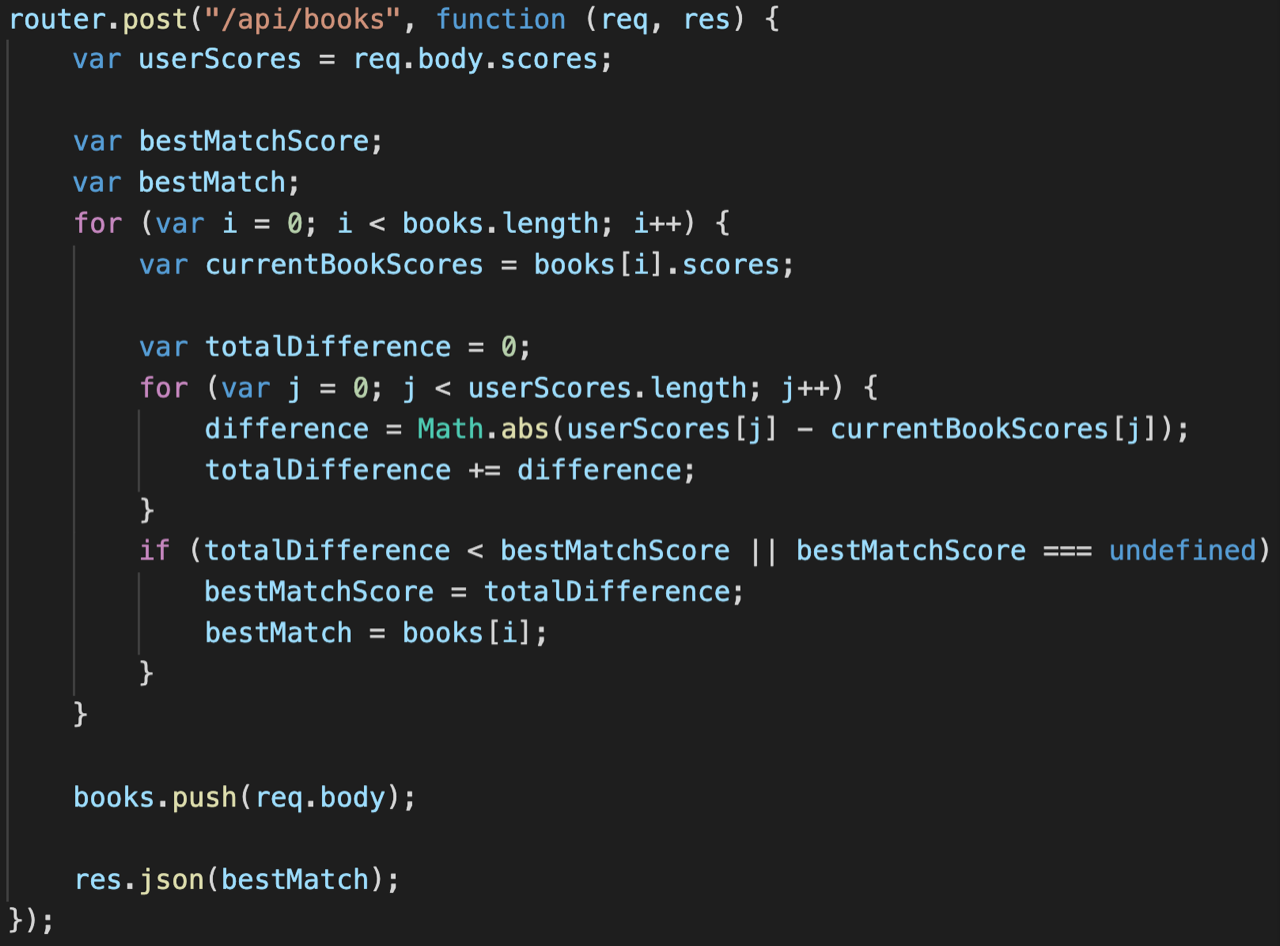 router.post("/api/books", function (req, res) {
    var userScores = req.body.scores;

    var bestMatchScore;
    var bestMatch;
    for (var i = 0; i < books.length; i++) {
        var currentBookScores = books[i].scores;

        var totalDifference = 0;
        for (var j = 0; j < userScores.length; j++) {
            difference = Math.abs(userScores[j] - currentBookScores[j]);
            totalDifference += difference;
        }
        if (totalDifference < bestMatchScore || bestMatchScore === undefined)
            bestMatchScore = totalDifference;
            bestMatch = books[i];
        }
    }

    books.push(req.body);

    res.json(bestMatch);
});